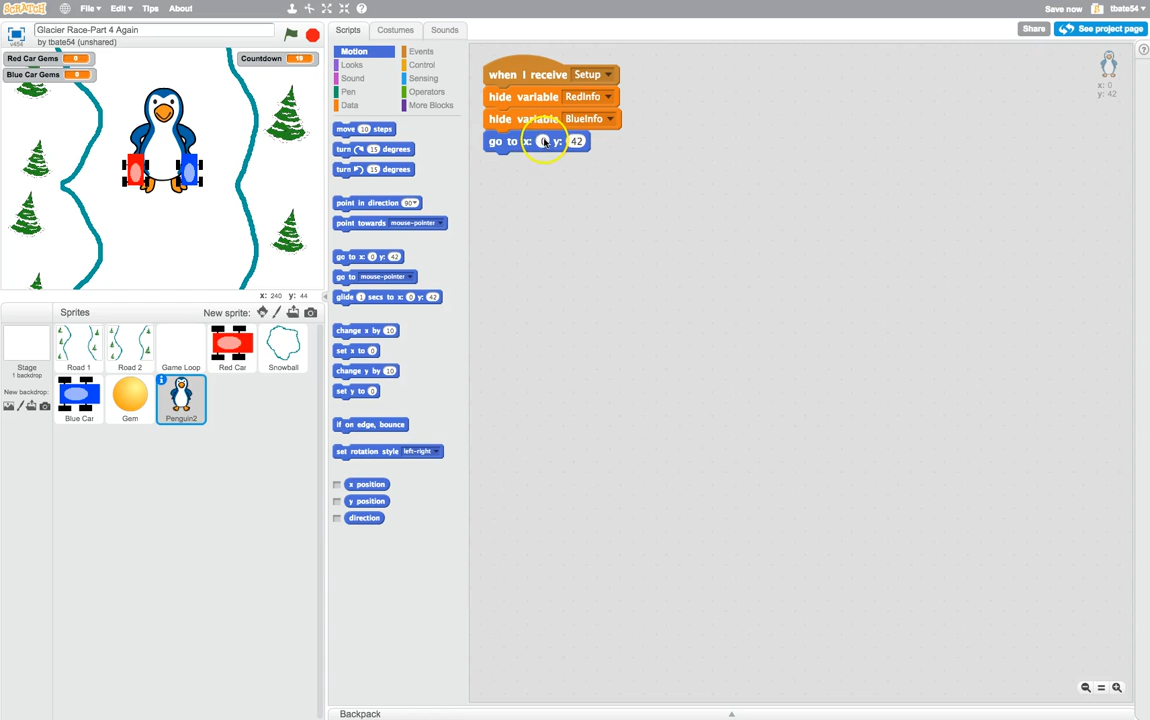 SCRATCH File▾ Edit▾ Tips About Save now tbate54▾
v454 Glacier Race-Part 4 Again
by tbate54 (unshared)
Scripts Costumes Sounds Share See project page
Red Car Gems 0 Countdown 19
Blue Car Gems 0
Motion Events
Looks Control
Sound Sensing
Pen Operators
Data More Blocks
move 10 steps
turn 15 degrees
turn 15 degrees
point in direction 90▾
point towards mouse-pointer
go to x: 0 y: 42
go to mouse-pointer
glide 1 secs to x: 0 y: 42
change x by 10
set x to 0
change y by 10
set y to 0
if on edge, bounce
set rotation style left-right
x position
y position
direction
when I receive Setup
hide variable RedInfo
hide variable BlueInfo
go to x: 0 y: 42
x: 0
y: 42
x: 240 y: 44
Sprites New sprite:
Stage
1 backdrop
New backdrop:
Road 1 Road 2 Game Loop Red Car Snowball
Blue Car Gem Penguin2
Backpack